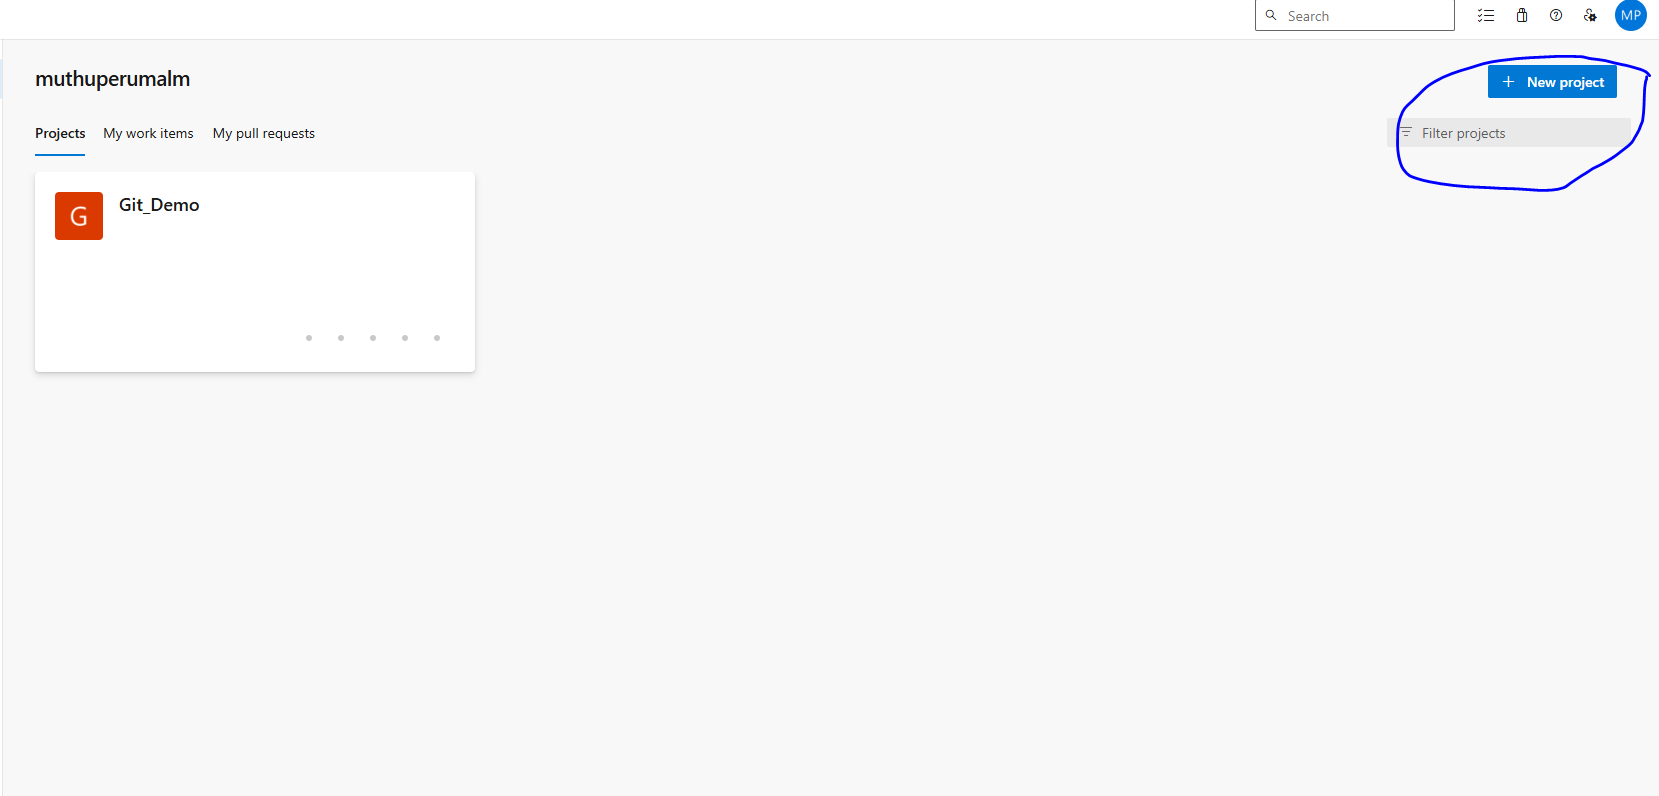 Search
MP
muthuperumalm
+ New project
Projects My work items My pull requests
Filter projects
G
Git_Demo